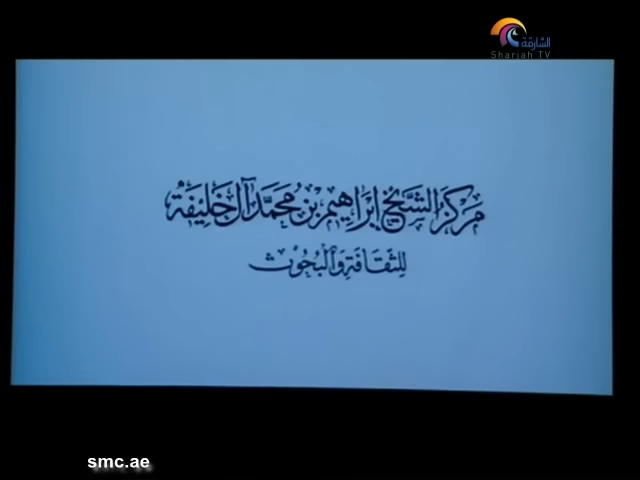 الشارقة
Sharjah TV
مركز الشيخ إبراهيم بن محمد آل خليفة
للثقافة والبحوث
smc.ae